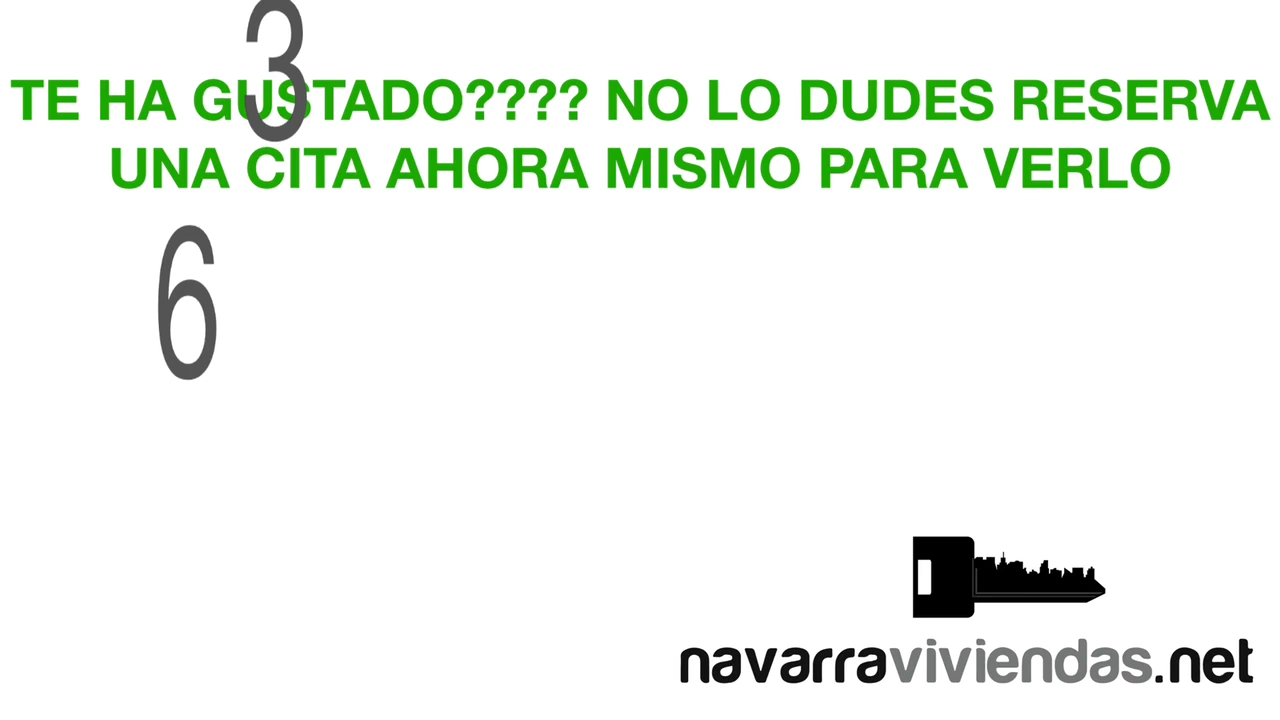 3
TE HA GUSTADO???? NO LO DUDES RESERVA
UNA CITA AHORA MISMO PARA VERLO
6
navarraviviendas.net